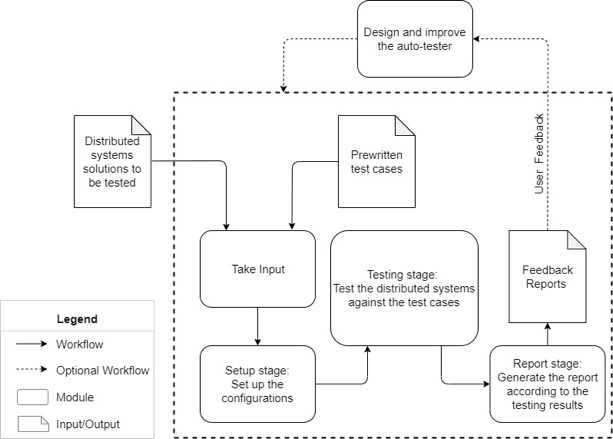 Design and improve
the auto-tester
Distributed
systems
solutions to
be tested
Prewritten
test cases
User Feedback
Take Input
Testing stage:
Test the distributed systems
against the test cases
Feedback
Reports
Setup stage:
Set up the
configurations
Report stage:
Generate the report
according to the
testing results
Legend
Workflow
Optional Workflow
Module
Input/Output